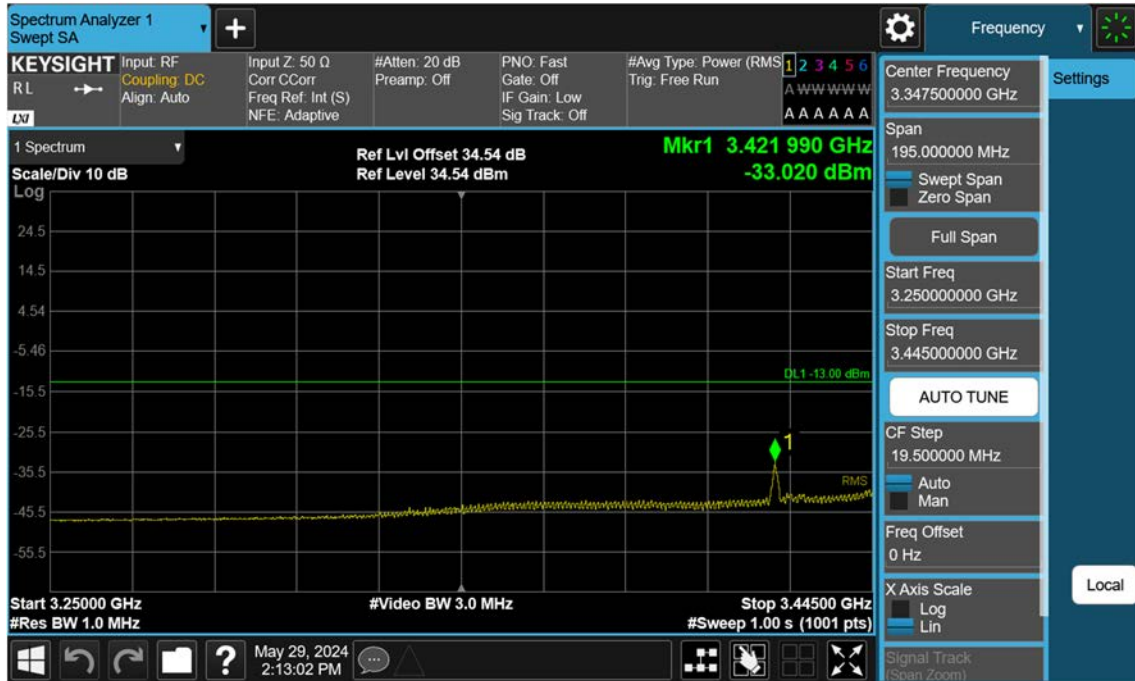 Spectrum Analyzer 1
Swept SA
Frequency
KEYSIGHT
R L
LXI
Input: RF
Coupling: DC
Align: Auto
Input Z: 50 Ω
Corr CCorr
Freq Ref: Int (S)
NFE: Adaptive
#Atten: 20 dB
Preamp: Off
PNO: Fast
Gate: Off
IF Gain: Low
Sig Track: Off
#Avg Type: Power (RMS
Trig: Free Run
1 2 3 4 5 6
A W W W W W
A A A A A A
1 Spectrum
Scale/Div 10 dB
Ref Lvl Offset 34.54 dB
Ref Level 34.54 dBm
Mkr1 3.421 990 GHz
-33.020 dBm
Log
24.5
14.5
4.54
-5.46
-15.5
-25.5
-35.5
-45.5
-55.5
DL1 -13.00 dBm
1
RMS
Start 3.25000 GHz
#Res BW 1.0 MHz
#Video BW 3.0 MHz
Stop 3.44500 GHz
#Sweep 1.00 s (1001 pts)
Center Frequency
3.347500000 GHz
Settings
Span
195.000000 MHz
Swept Span
Zero Span
Full Span
Start Freq
3.250000000 GHz
Stop Freq
3.445000000 GHz
AUTO TUNE
CF Step
19.500000 MHz
Auto
Man
Freq Offset
0 Hz
X Axis Scale
Log
Lin
Local
Signal Track
(Span Zoom)
?
May 29, 2024
2:13:02 PM